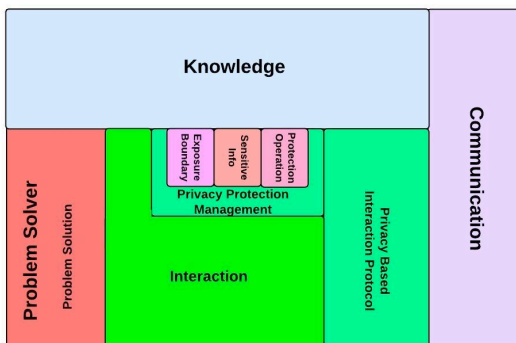 Knowledge
Communication
Problem Solver
Problem Solution
Exposure
Boundary
Sensitive
Info
Protection
Operation
Privacy Protection
Management
Interaction
Privacy Based
Interaction Protocol